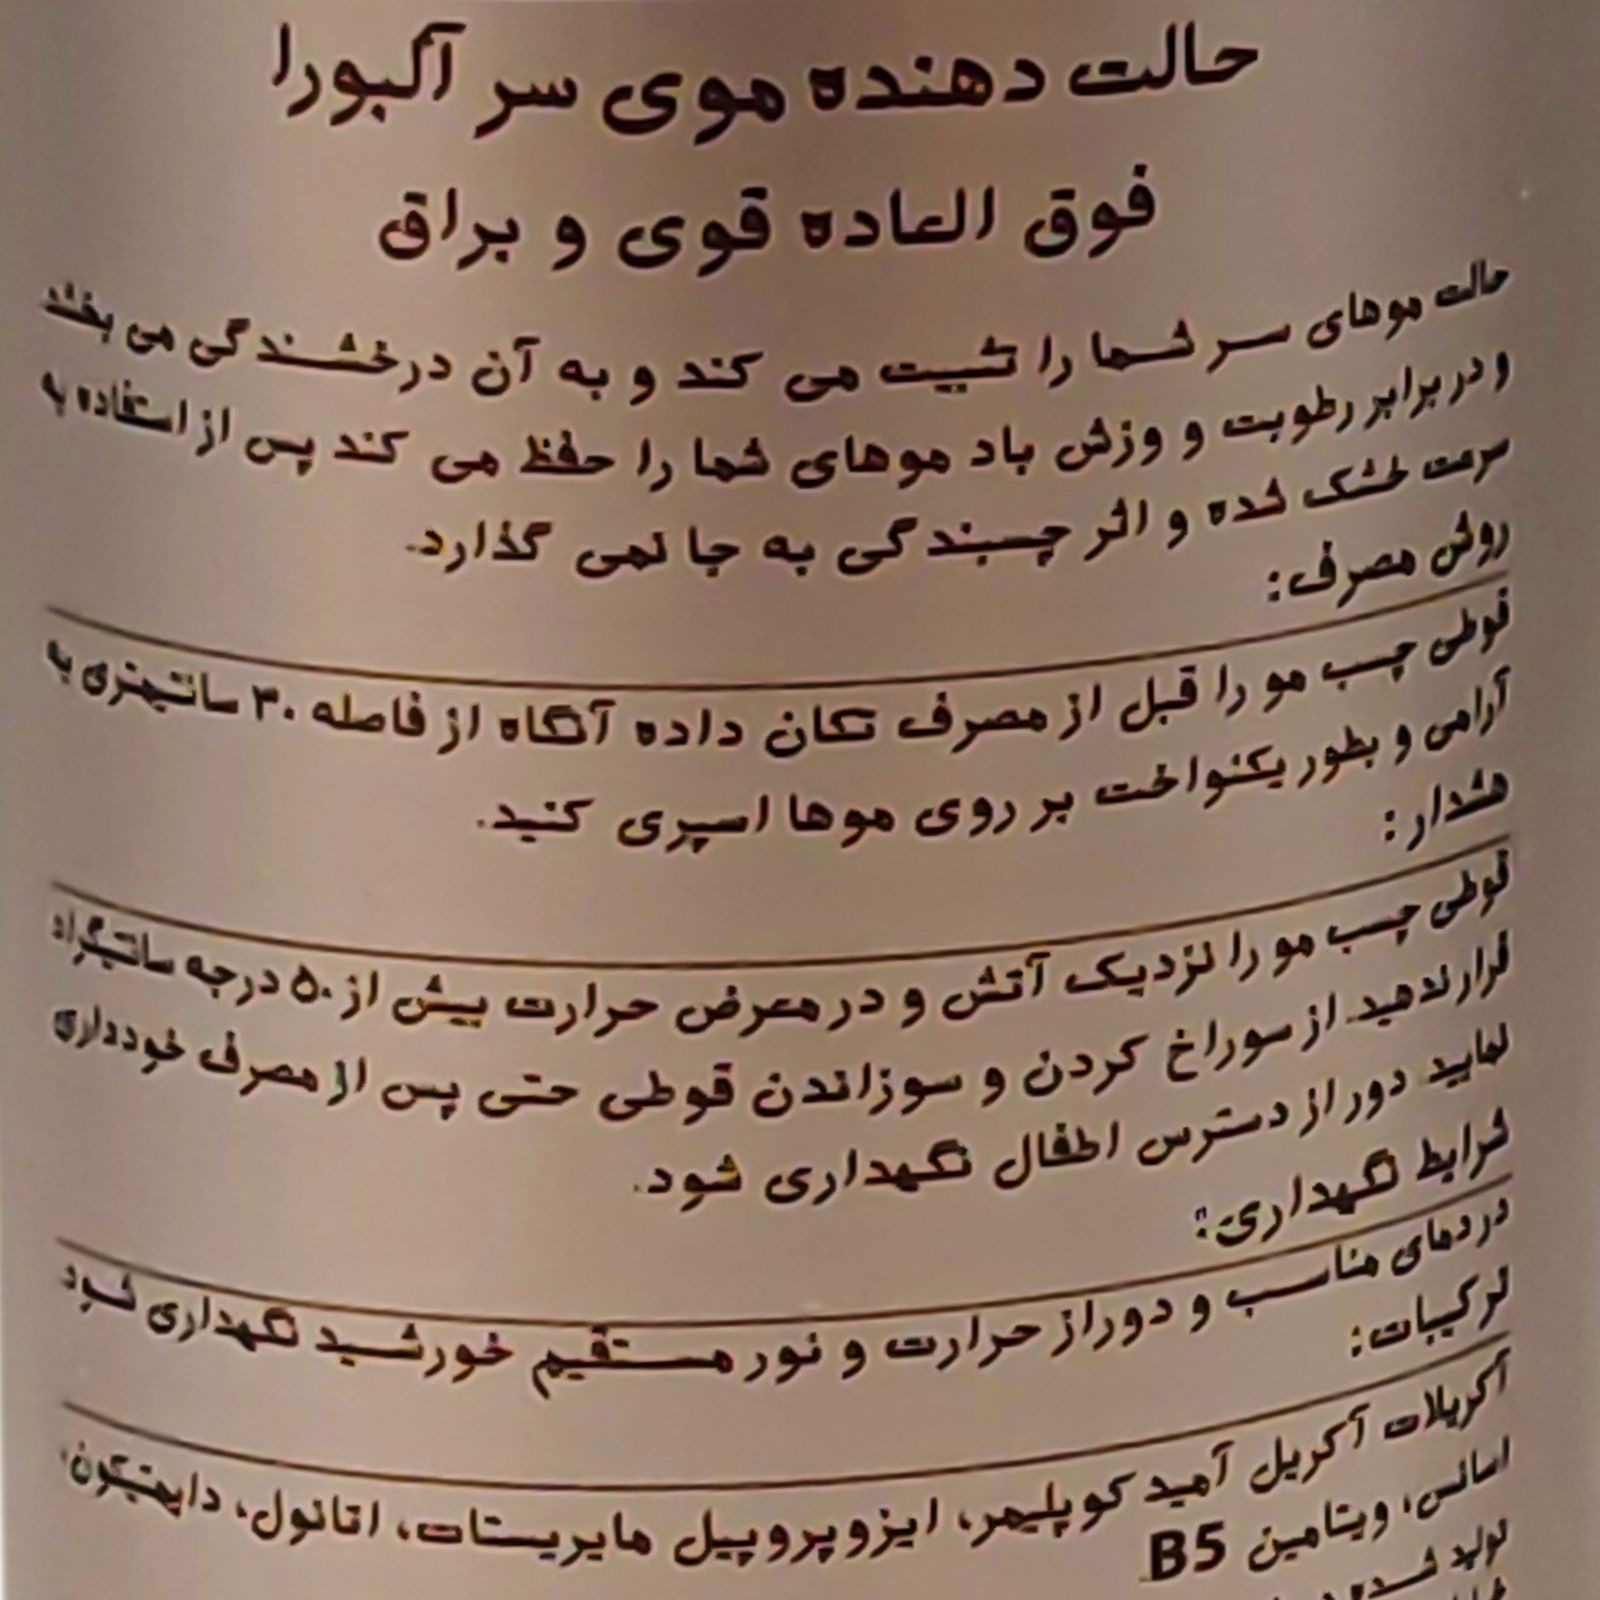 حالت دهنده موی سر آلبورا
فوق العاده قوی و براق
حالت موهای سر شما را تثبیت می کند و به آن درخشندگی می بخشد
و در برابر رطوبت و وزش باد موهای شما را حفظ می کند پس از استفاده به
سرعت خشک شده و اثر چسبندگی به جا نمی گذارد.
روش مصرف:
قوطی چسب مو را قبل از مصرف تکان داده آنگاه از فاصله ۳۰ سانتیمتری به
آرامی و بطور یکنواخت بر روی موها اسپری کنید.
هشدار:
قوطی چسب مو را نزدیک آتش و در معرض حرارت بیش از ۵۰ درجه سانتیگراد
قرار ندهید. از سوراخ کردن و سوزاندن قوطی حتی پس از مصرف خودداری
نمایید. دور از دسترس اطفال نگهداری شود.
شرایط نگهداری:
در دمای مناسب و دور از حرارت و نور مستقیم خورشید نگهداری شود
ترکیبات:
آکریلات آکریل آمید کوپلیمر، ایزوپروپیل مایریستات، اتانول، دایمتیکون،
اسانس، ویتامین B5
تولید شده